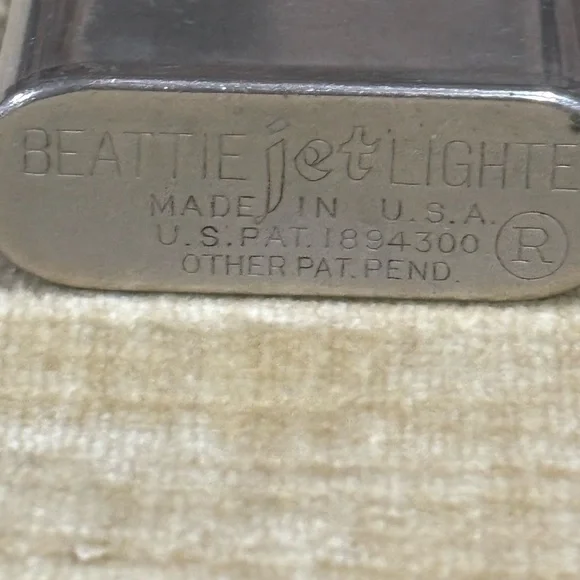 BEATTIE jet LIGHTE
MADE IN U.S.A.
U.S.PAT.1894300
OTHER PAT. PEND.
R